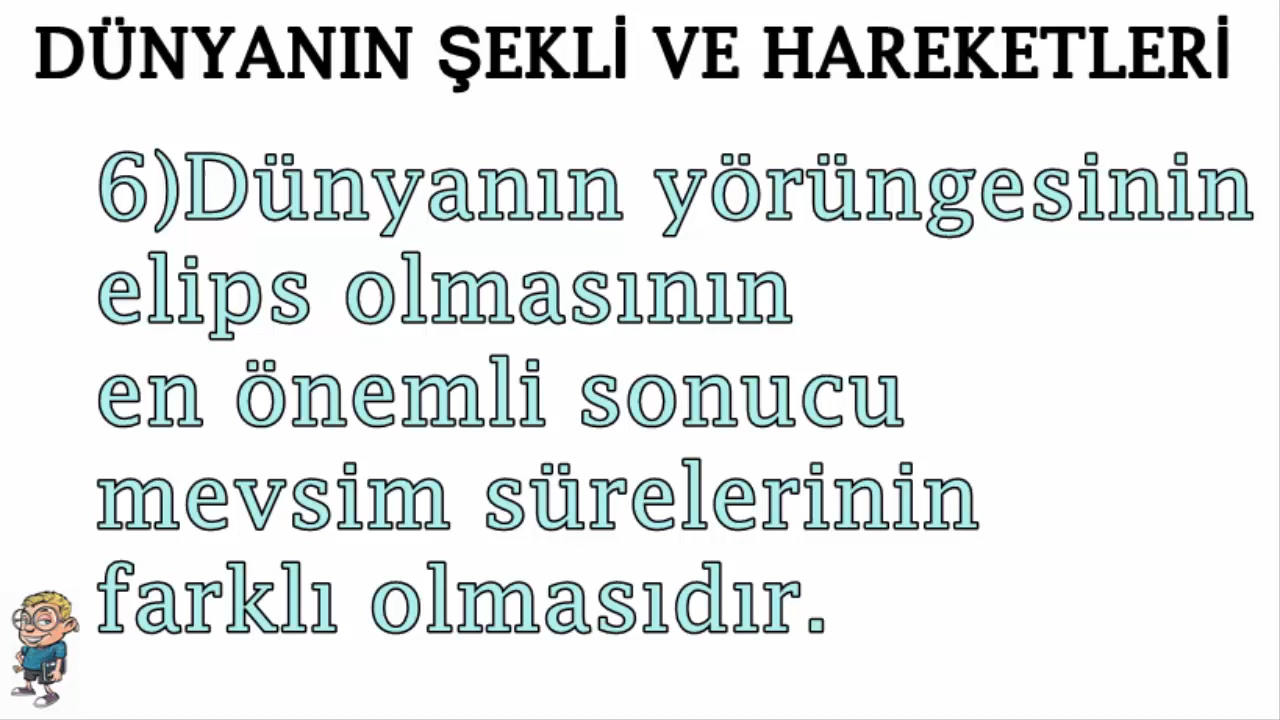 DÜNYANIN ŞEKLİ VE HAREKETLERİ
6)Dünyanın yörüngesinin
elips olmasının
en önemli sonucu
mevsim sürelerinin
farklı olmasıdır.